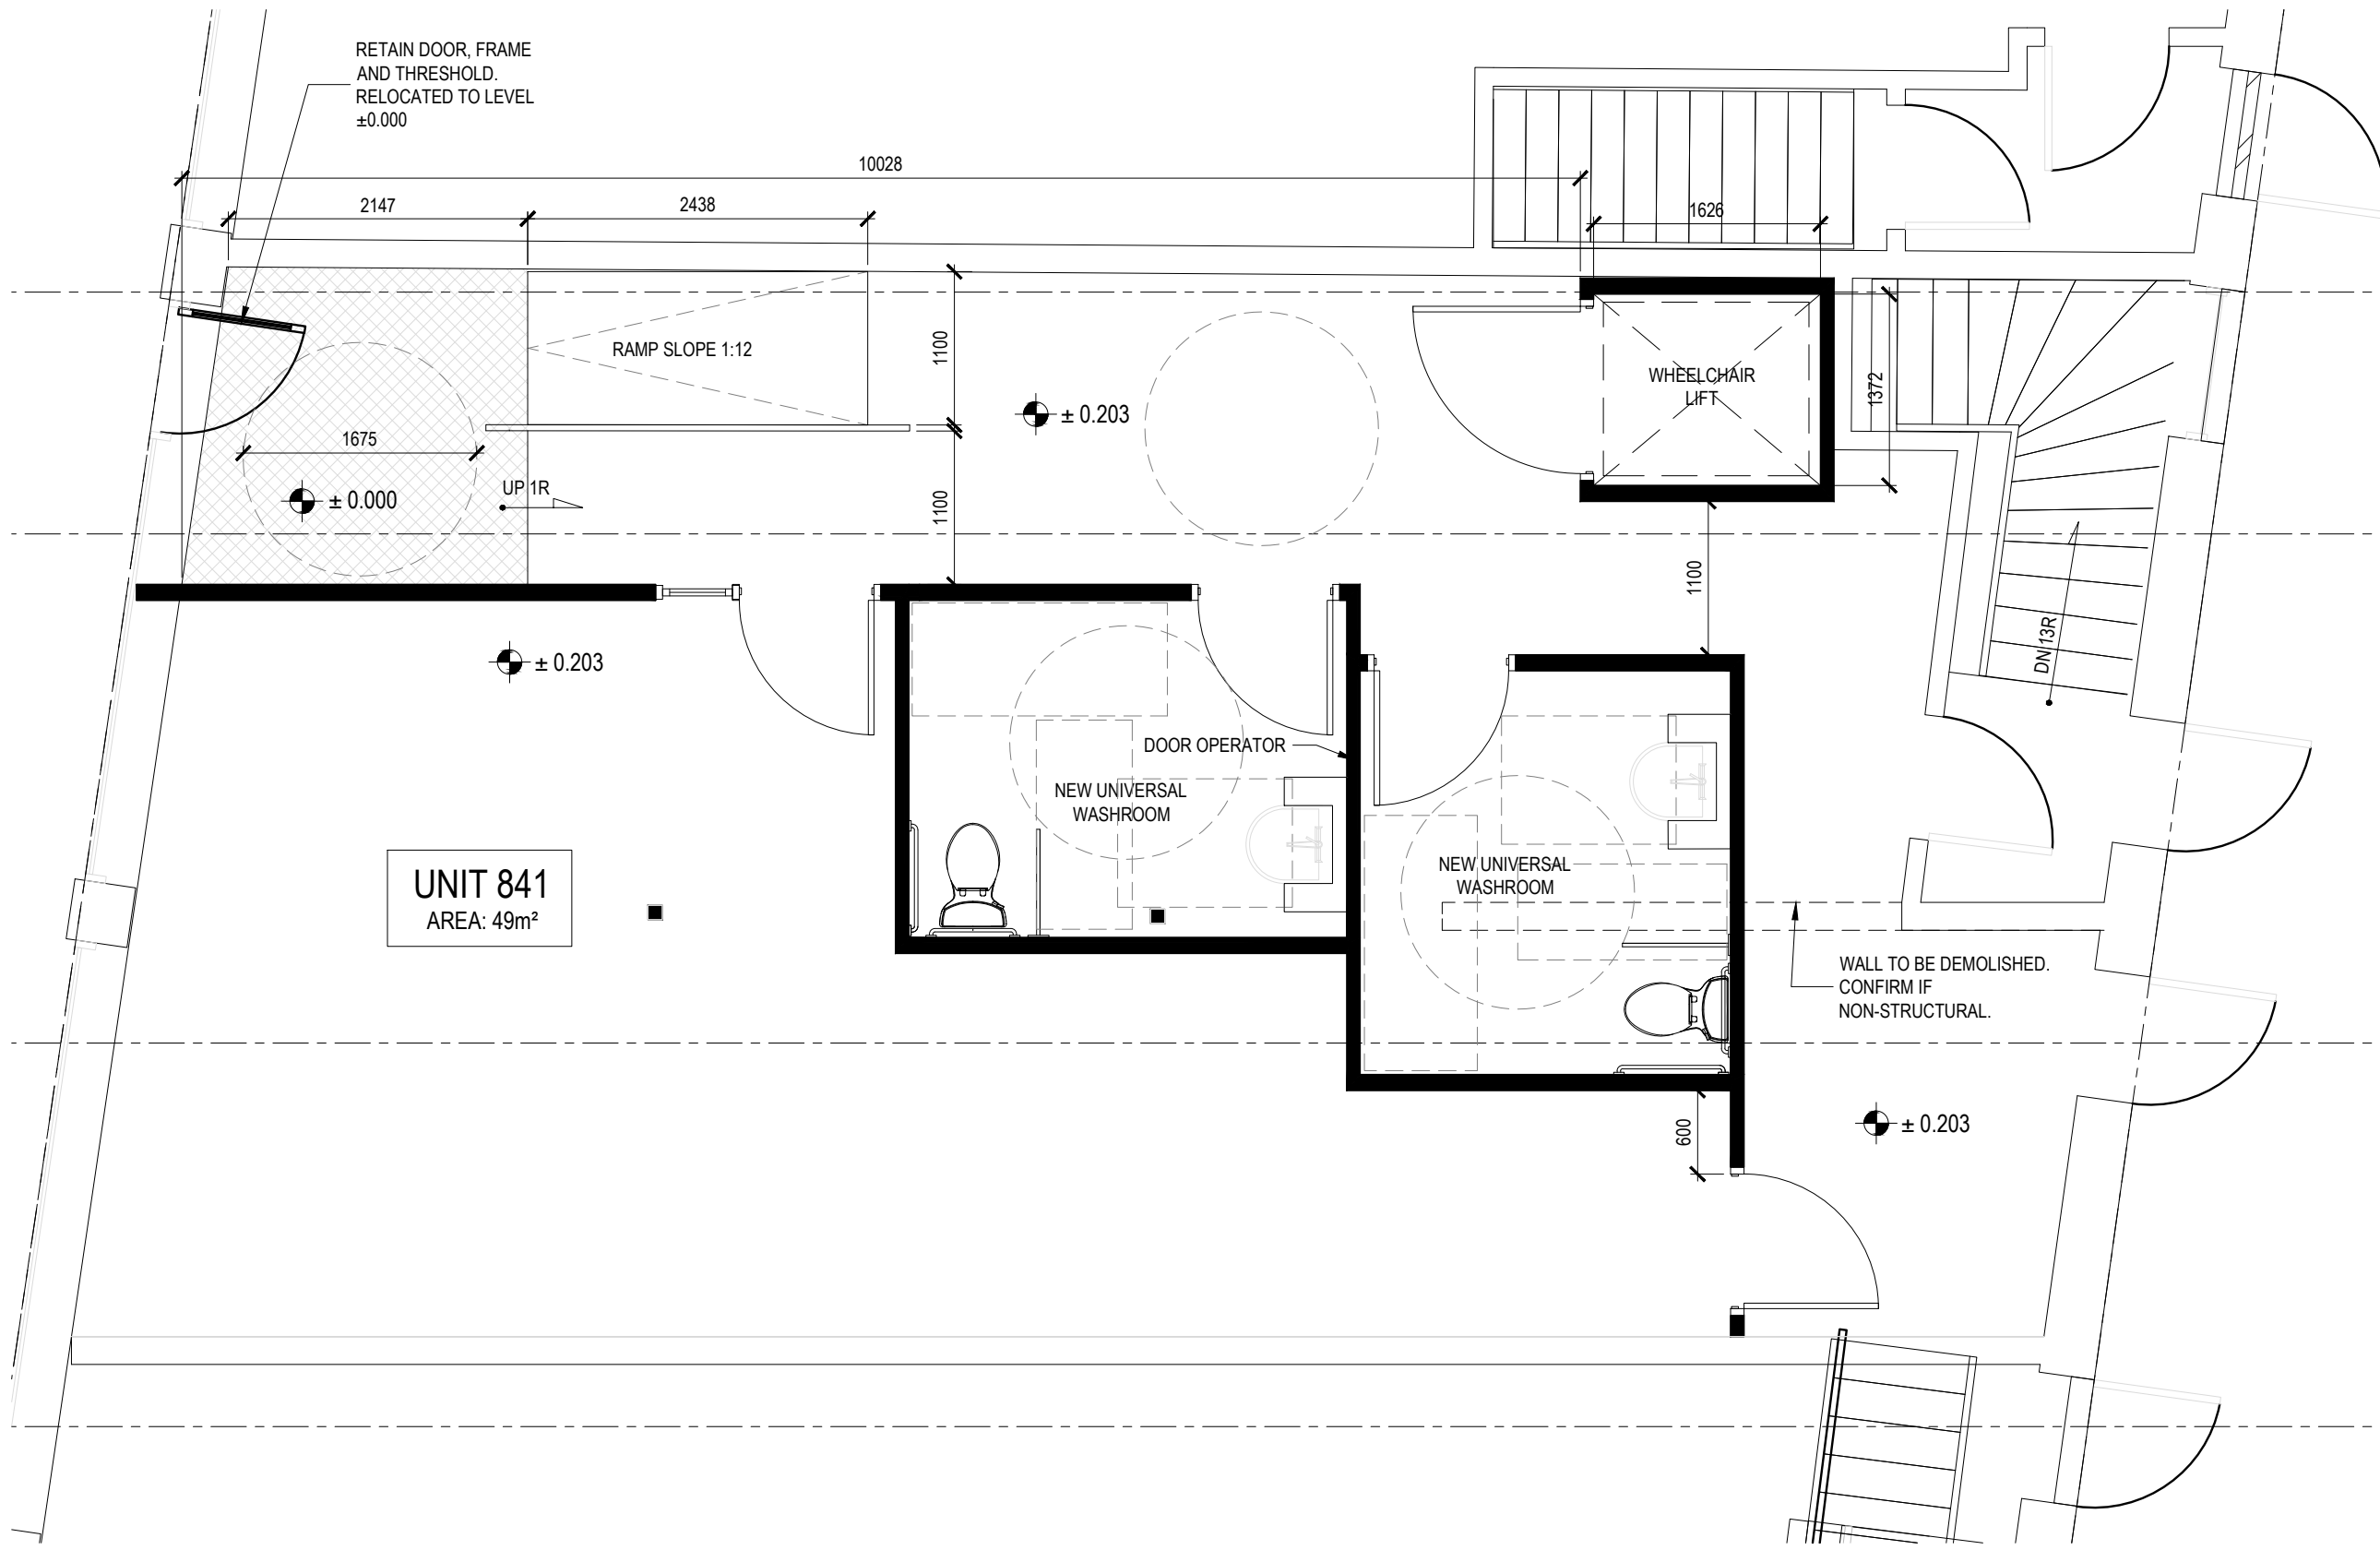 RETAIN DOOR, FRAME
AND THRESHOLD.
RELOCATED TO LEVEL
±0.000
10028
2147
2438
1626
RAMP SLOPE 1:12
1100
WHEELCHAIR
LIFT
1372
± 0.203
1675
± 0.000
UP 1R
1100
1100
DN 13R
± 0.203
DOOR OPERATOR
NEW UNIVERSAL
WASHROOM
NEW UNIVERSAL
WASHROOM
UNIT 841
AREA: 49m²
WALL TO BE DEMOLISHED.
CONFIRM IF
NON-STRUCTURAL.
600
± 0.203